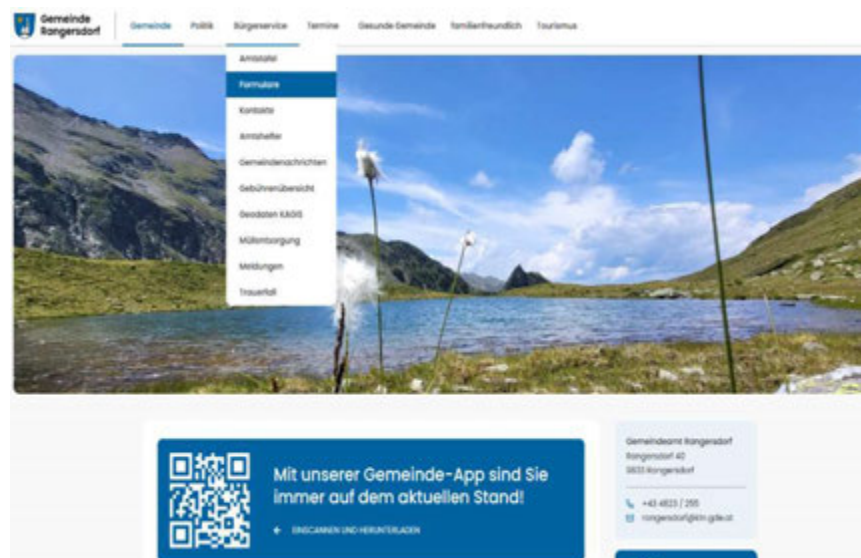 Gemeinde
Rangersdorf
Gemeinde Politik Bürgerservice Termine Gesunde Gemeinde familienfreundlich Tourismus
Amtstafel
Formulare
Kontakte
Amtshelfer
Gemeindenachrichten
Gebührenübersicht
Geodaten KAGIS
Müllentsorgung
Meldungen
Trauerfall
Mit unserer Gemeinde-App sind Sie
immer auf dem aktuellen Stand!
← EINSCANNEN UND HERUNTERLADEN
Gemeindeamt Rangersdorf
Rangersdorf 40
9833 Rangersdorf
+43 4823 / 255
rangersdorf@ktn.gde.at